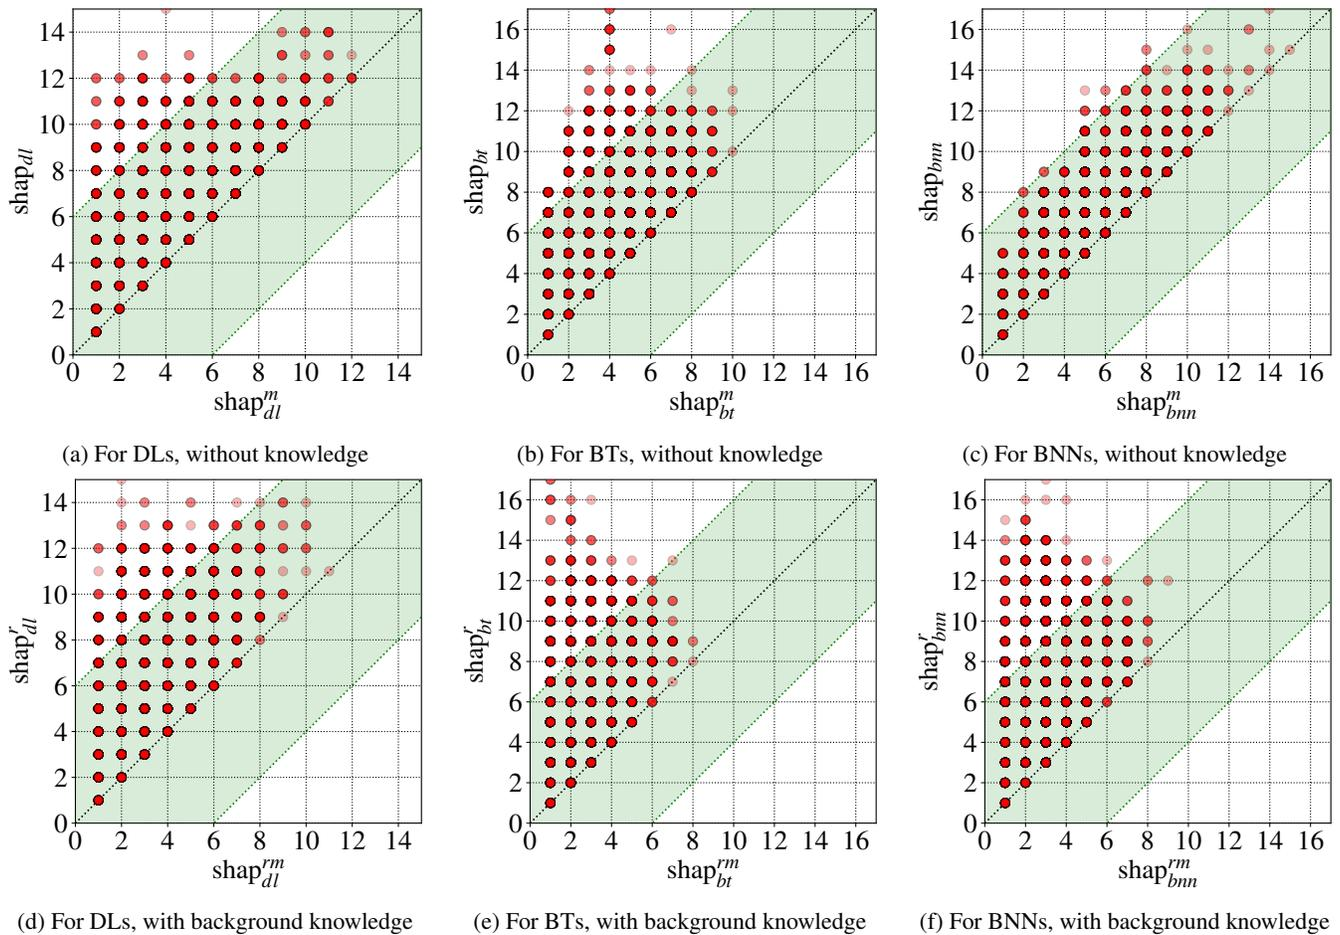 14
12
10
8
6
4
2
0
shap_dl
0 2 4 6 8 10 12 14
shap^m_dl
(a) For DLs, without knowledge
16
14
12
10
8
6
4
2
0
shap_bt
0 2 4 6 8 10 12 14 16
shap^m_bt
(b) For BTs, without knowledge
16
14
12
10
8
6
4
2
0
shap_bnn
0 2 4 6 8 10 12 14 16
shap^m_bnn
(c) For BNNs, without knowledge
14
12
10
8
6
4
2
0
shap^r_dl
0 2 4 6 8 10 12 14
shap^rm_dl
(d) For DLs, with background knowledge
16
14
12
10
8
6
4
2
0
shap^r_bt
0 2 4 6 8 10 12 14 16
shap^rm_bt
(e) For BTs, with background knowledge
16
14
12
10
8
6
4
2
0
shap^r_bnn
0 2 4 6 8 10 12 14 16
shap^rm_bnn
(f) For BNNs, with background knowledge